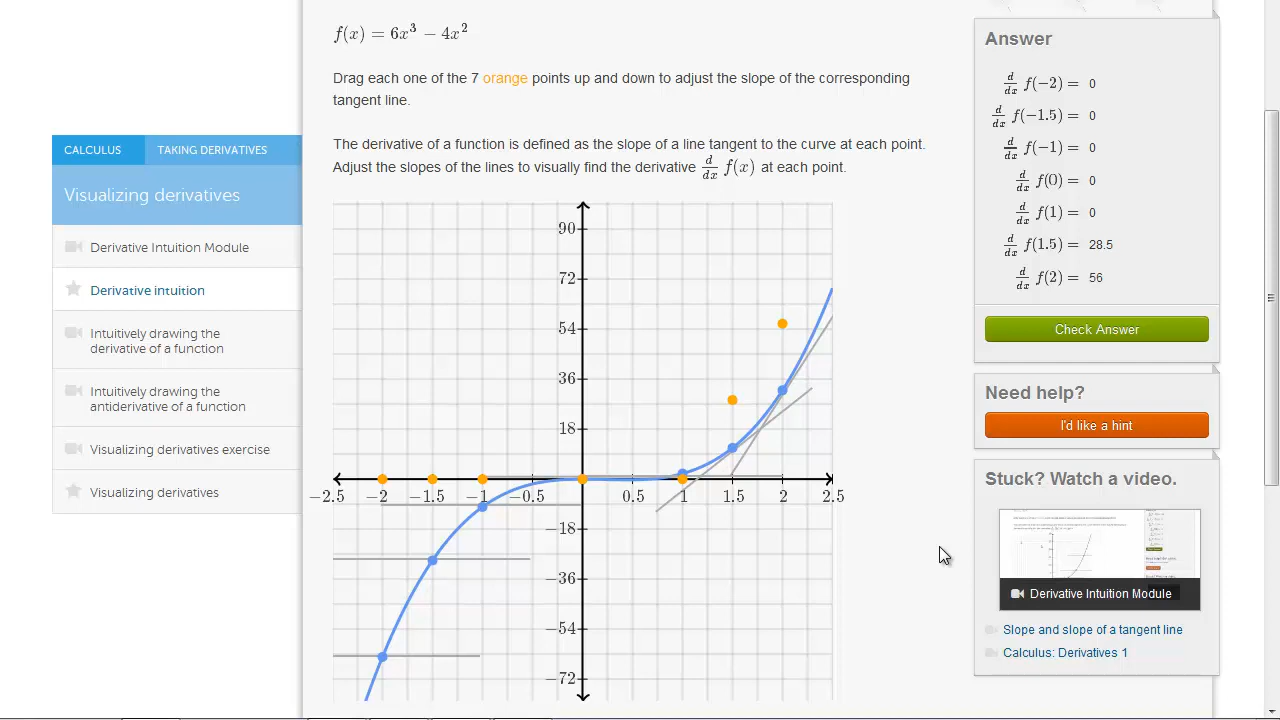 f(x) = 6x³ − 4x²
Drag each one of the 7 orange points up and down to adjust the slope of the corresponding
tangent line.
The derivative of a function is defined as the slope of a line tangent to the curve at each point.
Adjust the slopes of the lines to visually find the derivative d/dx f(x) at each point.
CALCULUS TAKING DERIVATIVES
Visualizing derivatives
Derivative Intuition Module
Derivative intuition
Intuitively drawing the
derivative of a function
Intuitively drawing the
antiderivative of a function
Visualizing derivatives exercise
Visualizing derivatives
90
72
54
36
18
−2.5 −2 −1.5 −1 −0.5 0.5 1 1.5 2 2.5
−18
−36
−54
−72
Answer
d/dx f(−2) = 0
d/dx f(−1.5) = 0
d/dx f(−1) = 0
d/dx f(0) = 0
d/dx f(1) = 0
d/dx f(1.5) = 28.5
d/dx f(2) = 56
Check Answer
Need help?
I'd like a hint
Stuck? Watch a video.
Derivative Intuition Module
Slope and slope of a tangent line
Calculus: Derivatives 1